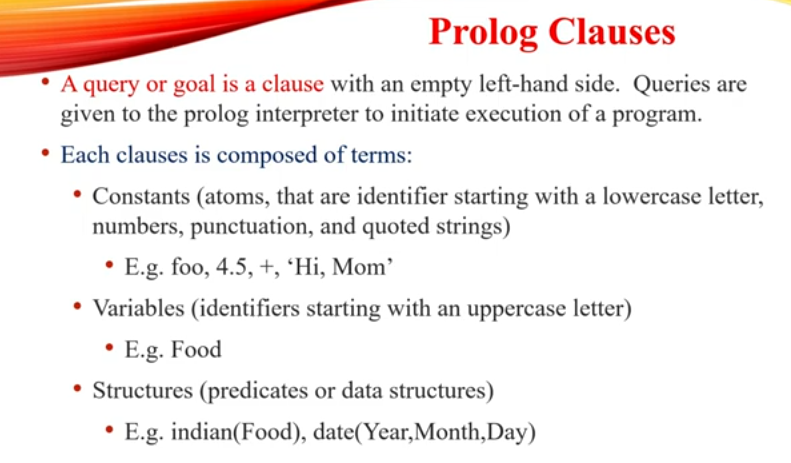 Prolog Clauses
• A query or goal is a clause with an empty left-hand side. Queries are
given to the prolog interpreter to initiate execution of a program.
• Each clauses is composed of terms:
• Constants (atoms, that are identifier starting with a lowercase letter,
numbers, punctuation, and quoted strings)
• E.g. foo, 4.5, +, ‘Hi, Mom’
• Variables (identifiers starting with an uppercase letter)
• E.g. Food
• Structures (predicates or data structures)
• E.g. indian(Food), date(Year,Month,Day)